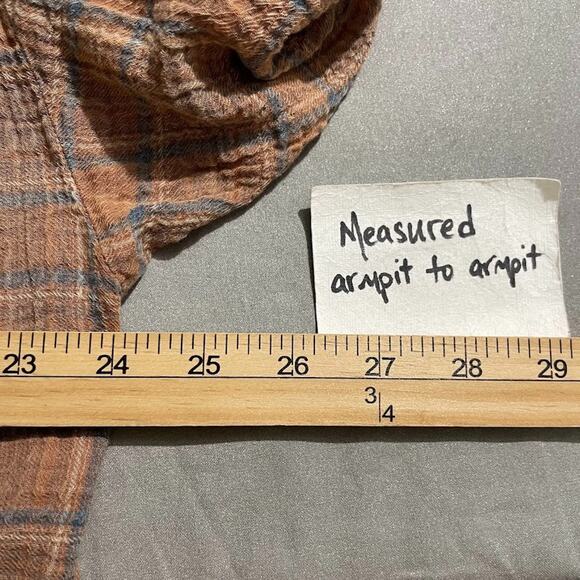 Measured
armpit to armpit
23 24 25 26 27 28 29
3/4